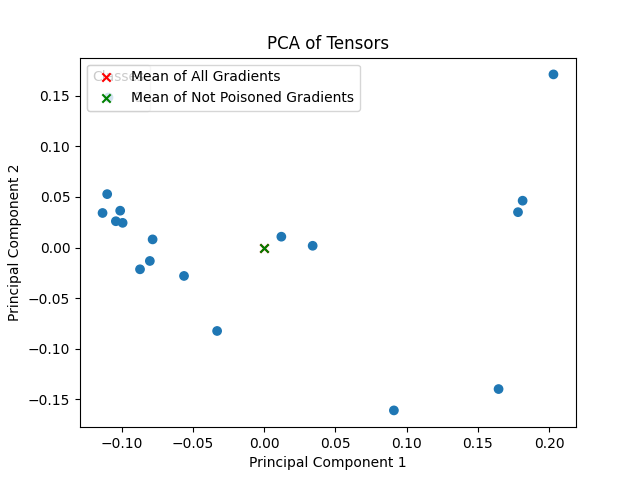 PCA of Tensors
Classes
Mean of All Gradients
Mean of Not Poisoned Gradients
0.15
0.10
0.05
0.00
−0.05
−0.10
−0.15
Principal Component 2
−0.10
−0.05
0.00
0.05
0.10
0.15
0.20
Principal Component 1